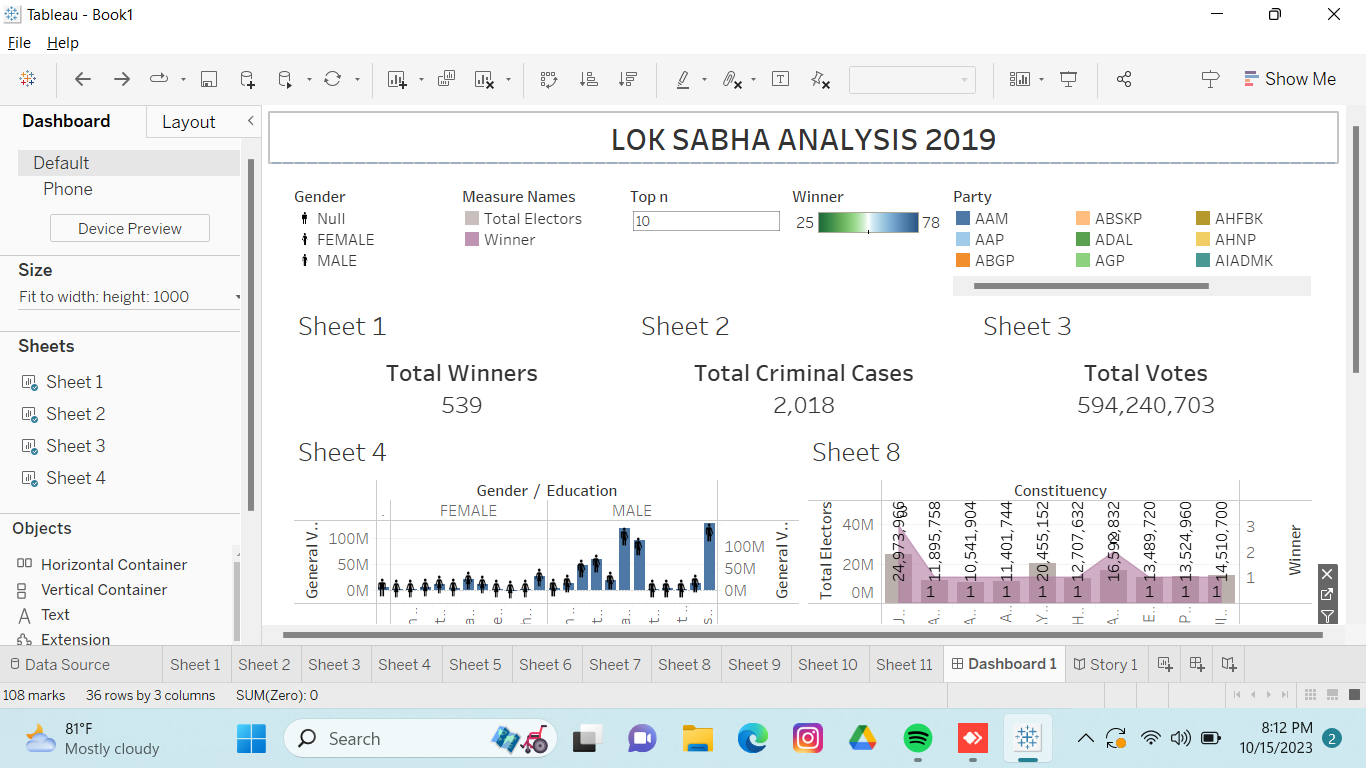 Tableau - Book1
File Help
Show Me
Dashboard Layout
Default
Phone
Device Preview
Size
Fit to width: height: 1000
Sheets
Sheet 1
Sheet 2
Sheet 3
Sheet 4
Objects
Horizontal Container
Vertical Container
Text
Extension
LOK SABHA ANALYSIS 2019
Gender
Null
FEMALE
MALE
Measure Names
Total Electors
Winner
Top n
10
Winner
25 78
Party
AAM ABSKP AHFBK
AAP ADAL AHNP
ABGP AGP AIADMK
Sheet 1 Sheet 2 Sheet 3
Total Winners Total Criminal Cases Total Votes
539 2,018 594,240,703
Sheet 4
Gender / Education
FEMALE MALE
General V..
100M
50M
0M
100M
50M
0M
General V..
Sheet 8
Constituency
Total Electors
40M
20M
0M
24,973,966
11,895,758
10,541,904
11,401,744
20,455,152
12,707,632
16,592,832
13,489,720
13,524,960
14,510,700
1 1 1 1 1 1 1 1 1
3
2
1
Winner
Data Source Sheet 1 Sheet 2 Sheet 3 Sheet 4 Sheet 5 Sheet 6 Sheet 7 Sheet 8 Sheet 9 Sheet 10 Sheet 11 Dashboard 1 Story 1
108 marks 36 rows by 3 columns SUM(Zero): 0
81°F
Mostly cloudy
Search
8:12 PM
10/15/2023
2